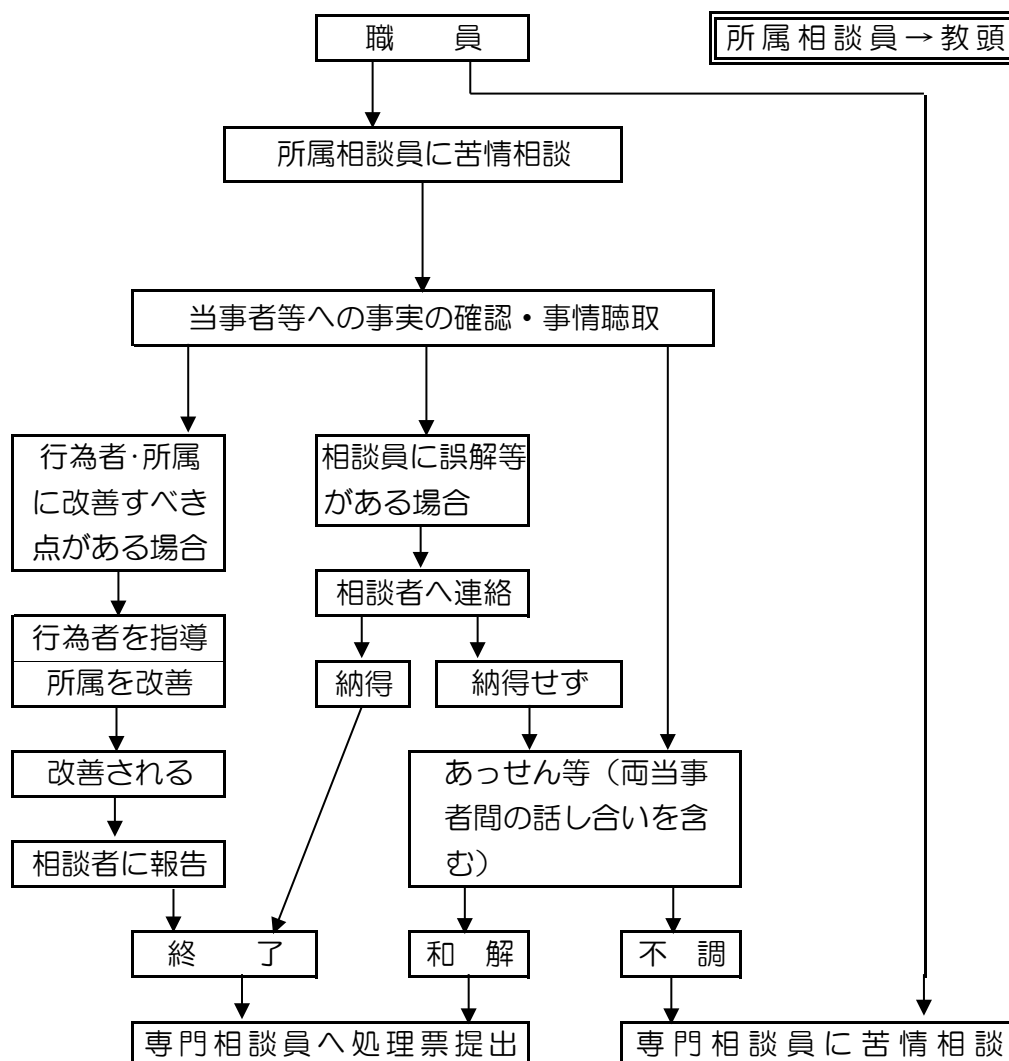 職　員
所属相談員→教頭
所属相談員に苦情相談
当事者等への事実の確認・事情聴取
行為者・所属
に改善すべき
点がある場合
相談員に誤解等
がある場合
相談者へ連絡
行為者を指導
所属を改善
納得
納得せず
改善される
あっせん等（両当事
者間の話し合いを含
む）
相談者に報告
終　了
和　解
不　調
専門相談員へ処理票提出
専門相談員に苦情相談